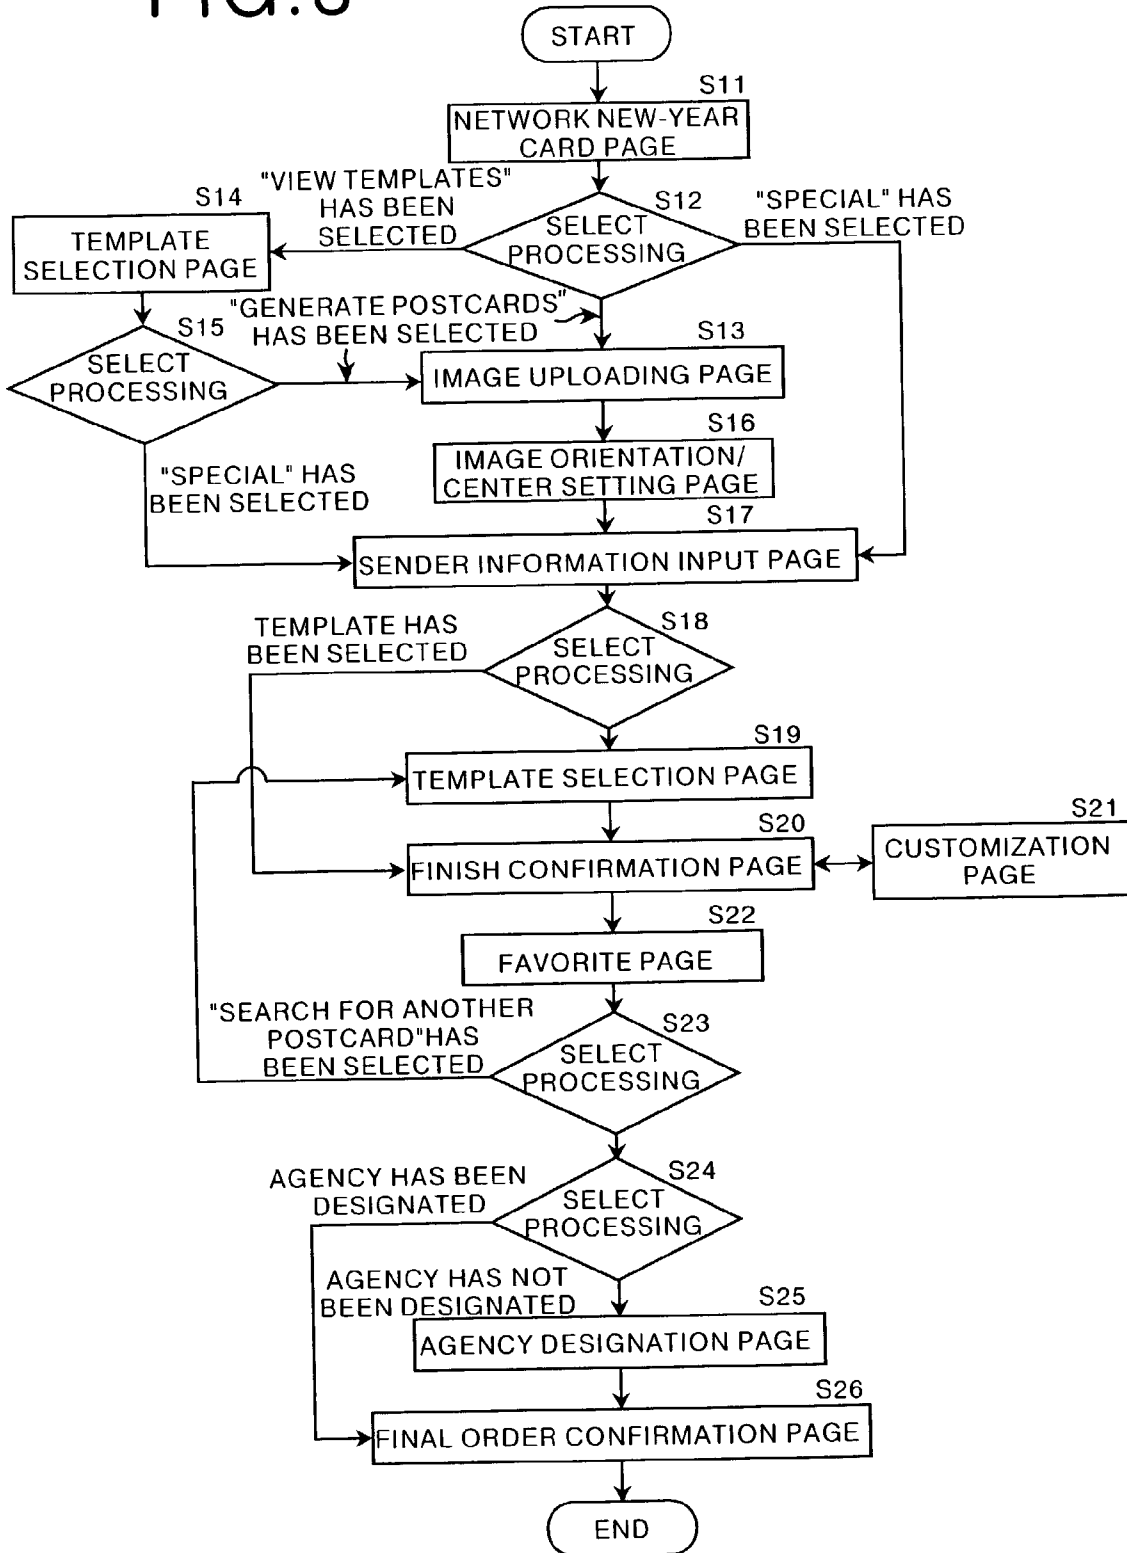 START
S11
NETWORK NEW-YEAR
CARD PAGE
"VIEW TEMPLATES"
HAS BEEN
SELECTED
S12
SELECT
PROCESSING
"SPECIAL" HAS
BEEN SELECTED
S14
TEMPLATE
SELECTION PAGE
"GENERATE POSTCARDS"
HAS BEEN SELECTED
S15
SELECT
PROCESSING
S13
IMAGE UPLOADING PAGE
S16
IMAGE ORIENTATION/
CENTER SETTING PAGE
"SPECIAL" HAS
BEEN SELECTED
S17
SENDER INFORMATION INPUT PAGE
TEMPLATE HAS
BEEN SELECTED
S18
SELECT
PROCESSING
S19
TEMPLATE SELECTION PAGE
S20
FINISH CONFIRMATION PAGE
S21
CUSTOMIZATION
PAGE
S22
FAVORITE PAGE
"SEARCH FOR ANOTHER
POSTCARD"HAS
BEEN SELECTED
S23
SELECT
PROCESSING
AGENCY HAS BEEN
DESIGNATED
S24
SELECT
PROCESSING
AGENCY HAS NOT
BEEN DESIGNATED
S25
AGENCY DESIGNATION PAGE
S26
FINAL ORDER CONFIRMATION PAGE
END